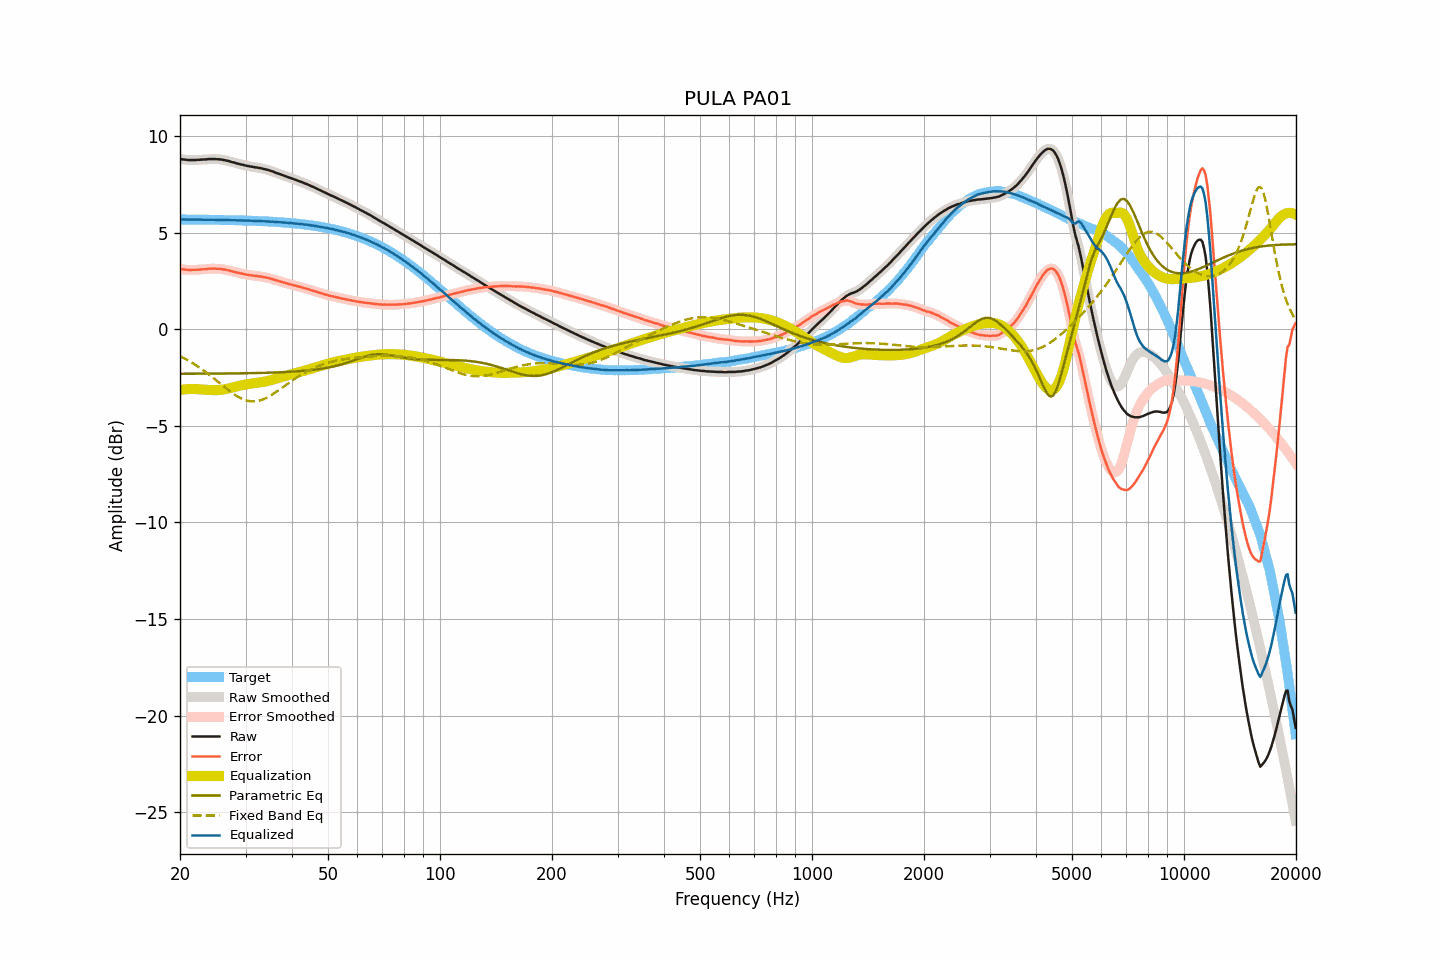 PULA PA01
10
5
0
−5
−10
−15
−20
−25
Amplitude (dBr)
Target
Raw Smoothed
Error Smoothed
Raw
Error
Equalization
Parametric Eq
Fixed Band Eq
Equalized
20 50 100 200 500 1000 2000 5000 10000 20000
Frequency (Hz)